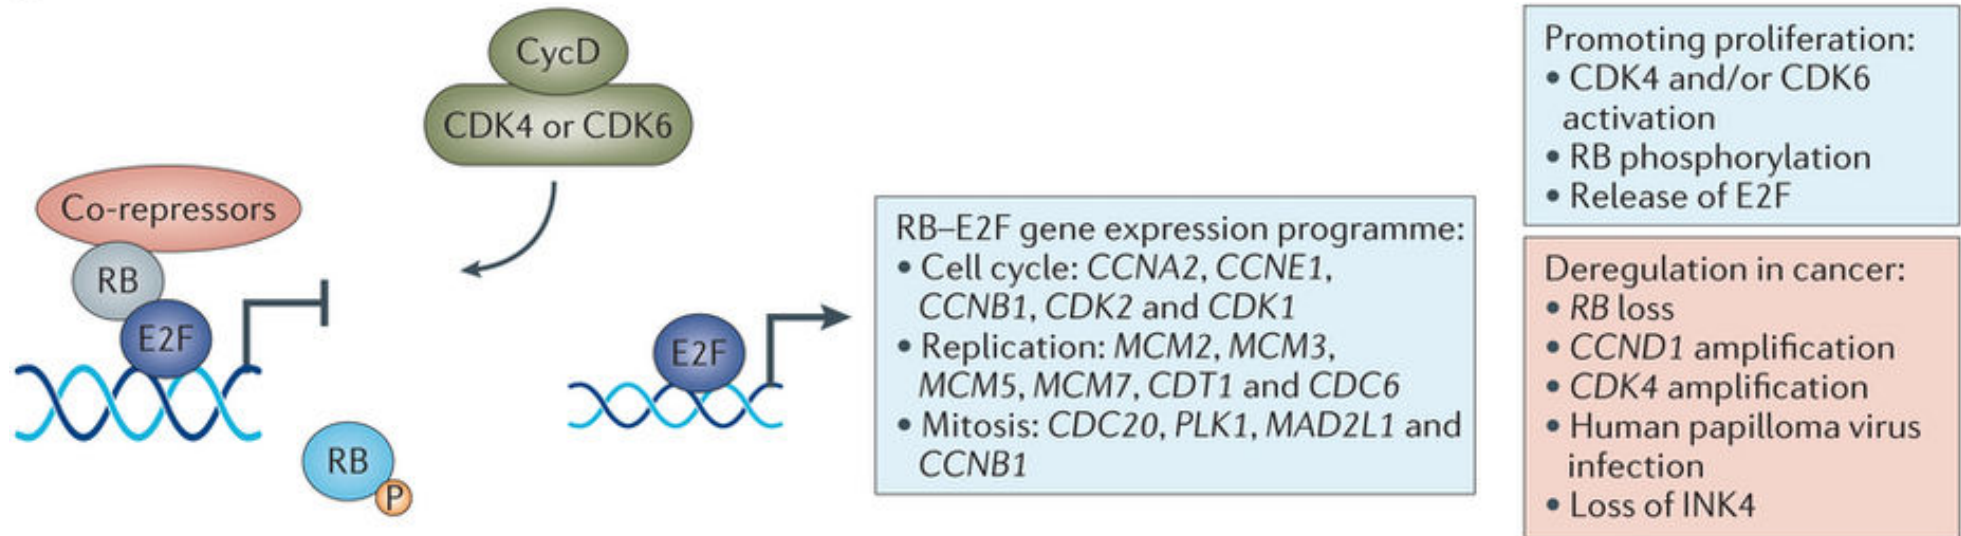 CycD
CDK4 or CDK6
Co-repressors
RB
E2F
RB
P
E2F
RB–E2F gene expression programme:
• Cell cycle: CCNA2, CCNE1,
CCNB1, CDK2 and CDK1
• Replication: MCM2, MCM3,
MCM5, MCM7, CDT1 and CDC6
• Mitosis: CDC20, PLK1, MAD2L1 and
CCNB1
Promoting proliferation:
• CDK4 and/or CDK6
activation
• RB phosphorylation
• Release of E2F
Deregulation in cancer:
• RB loss
• CCND1 amplification
• CDK4 amplification
• Human papilloma virus
infection
• Loss of INK4